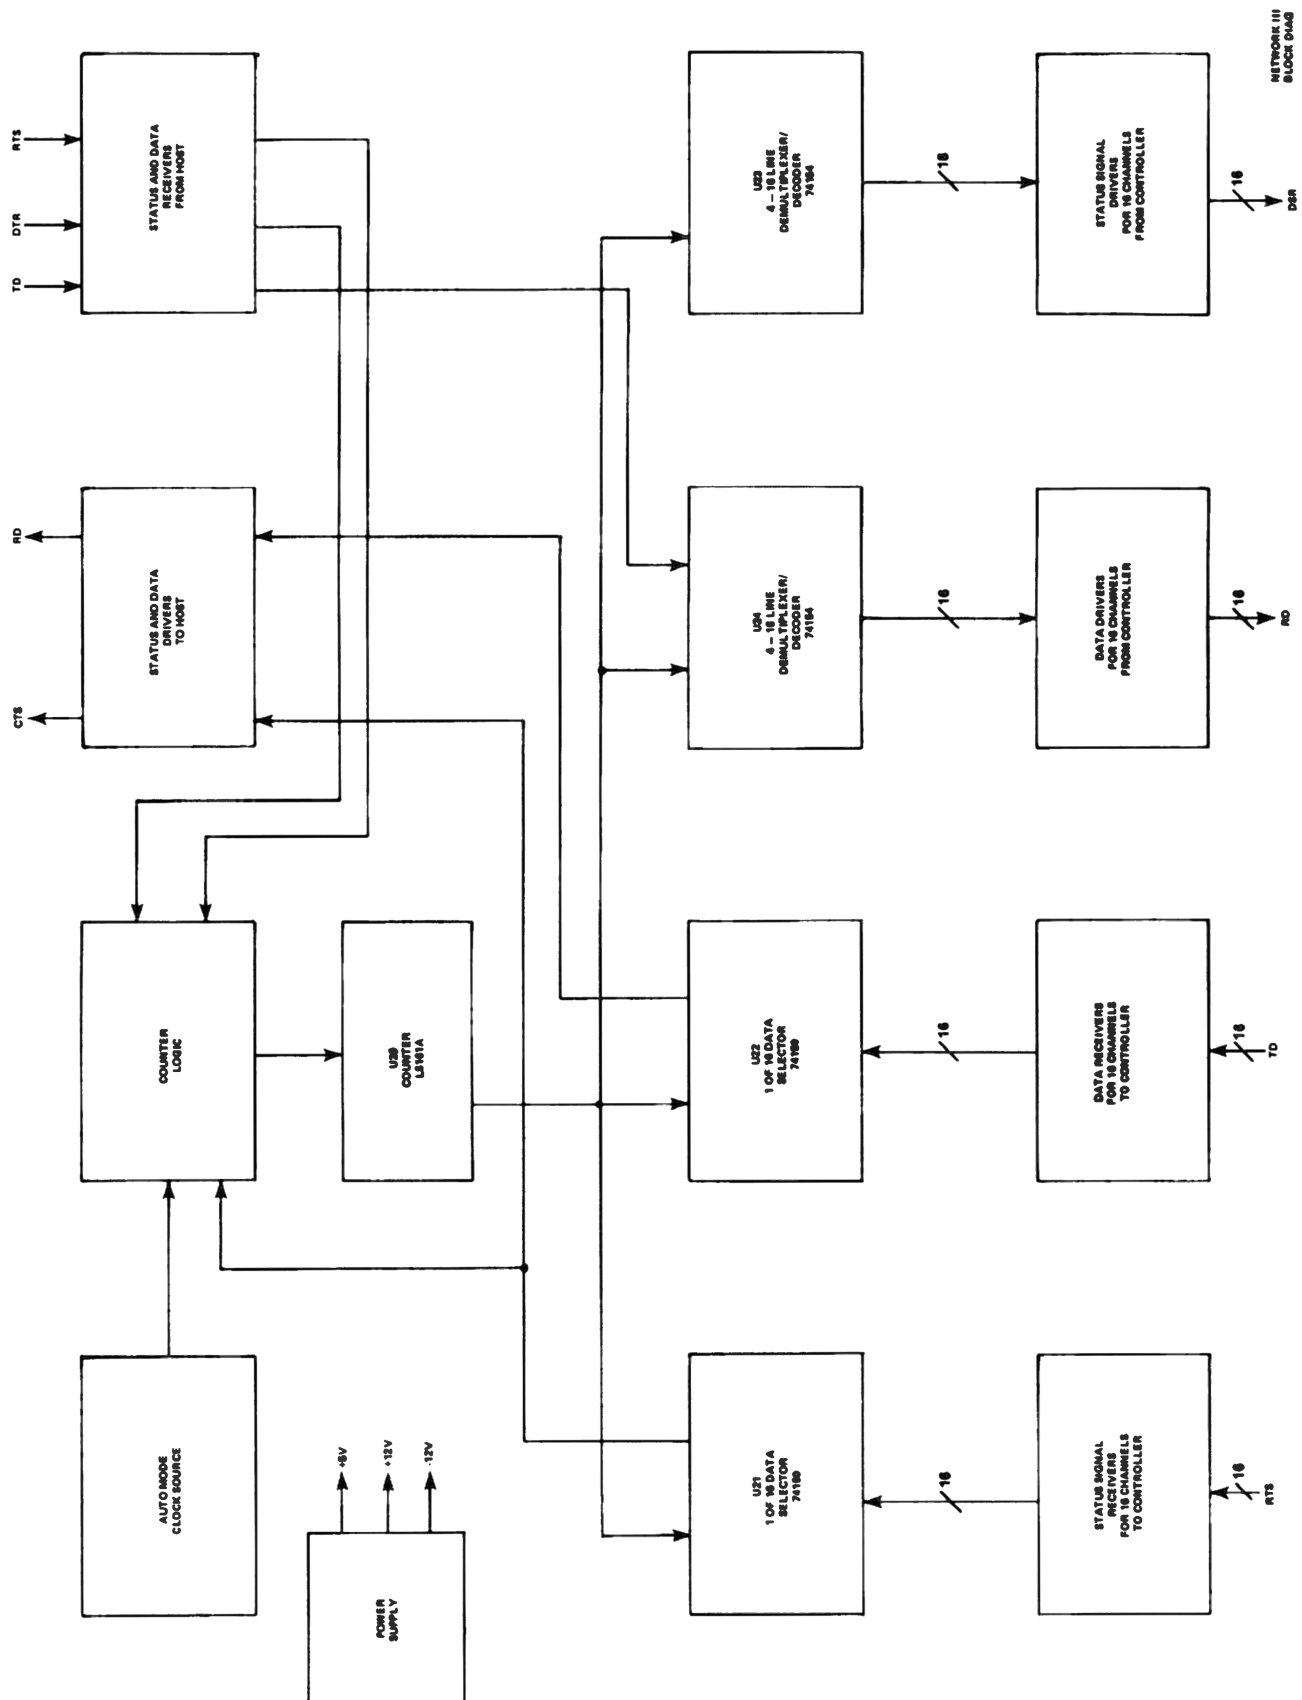 CTS
RD
TD
DTR
RTS
AUTO MODE
CLOCK SOURCE
COUNTER
LOGIC
STATUS AND DATA
DRIVERS
TO HOST
STATUS AND DATA
RECEIVERS
FROM HOST
POWER
SUPPLY
+5V
+12V
-12V
COUNTER
LS161A
U21
1 OF 16 DATA
SELECTOR
74150
U22
1 OF 16 DATA
SELECTOR
74150
U24
4 – 16 LINE
DEMULTIPLEXER/
DECODER
74154
U23
4 – 16 LINE
DEMULTIPLEXER/
DECODER
74154
16
16
16
16
STATUS SIGNAL
RECEIVERS
FOR 16 CHANNELS
TO CONTROLLER
DATA RECEIVERS
FOR 16 CHANNELS
TO CONTROLLER
DATA DRIVERS
FOR 16 CHANNELS
FROM CONTROLLER
STATUS SIGNAL
DRIVERS
FOR 16 CHANNELS
FROM CONTROLLER
16
16
16
16
RTS
TD
RD
DSR
NETWORK III
BLOCK DIAG